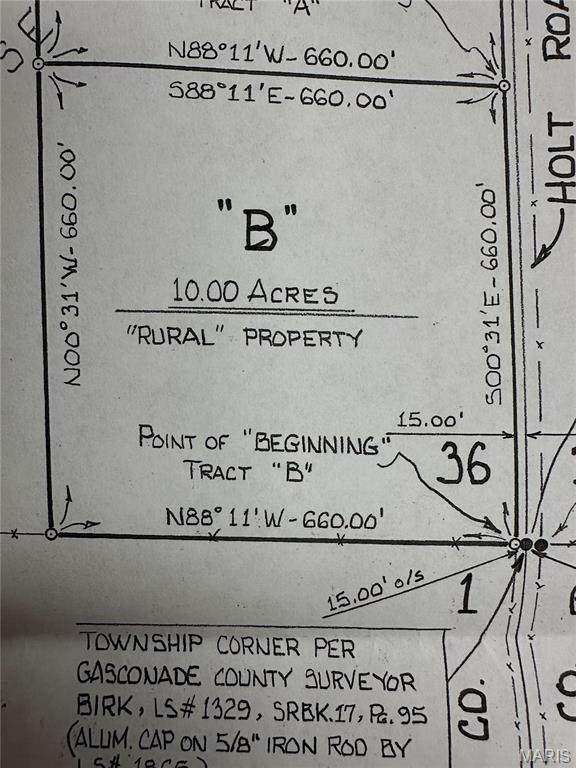 TRACT "A"
SE
N88°11'W-660.00'
S88°11'E-660.00'
HOLT ROA
N00°31'W-660.00'
S00°31'E-660.00'
"B"
10.00 ACRES
"RURAL" PROPERTY
15.00'
POINT OF "BEGINNING"
TRACT "B"
36
N88°11'W-660.00'
15.00' o/s
1
TOWNSHIP CORNER PER
GASCONADE COUNTY SURVEYOR
BIRK, LS# 1329, SRBK.17, PG. 95
(ALUM. CAP ON 5/8" IRON ROD BY
CO.
CO
MARIS